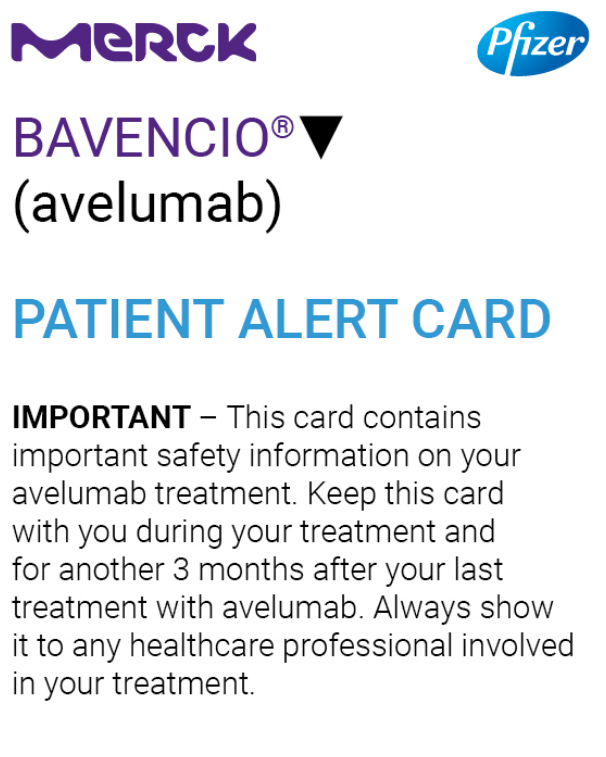 MERCK
Pfizer
BAVENCIO®▼
(avelumab)
PATIENT ALERT CARD
IMPORTANT – This card contains
important safety information on your
avelumab treatment. Keep this card
with you during your treatment and
for another 3 months after your last
treatment with avelumab. Always show
it to any healthcare professional involved
in your treatment.